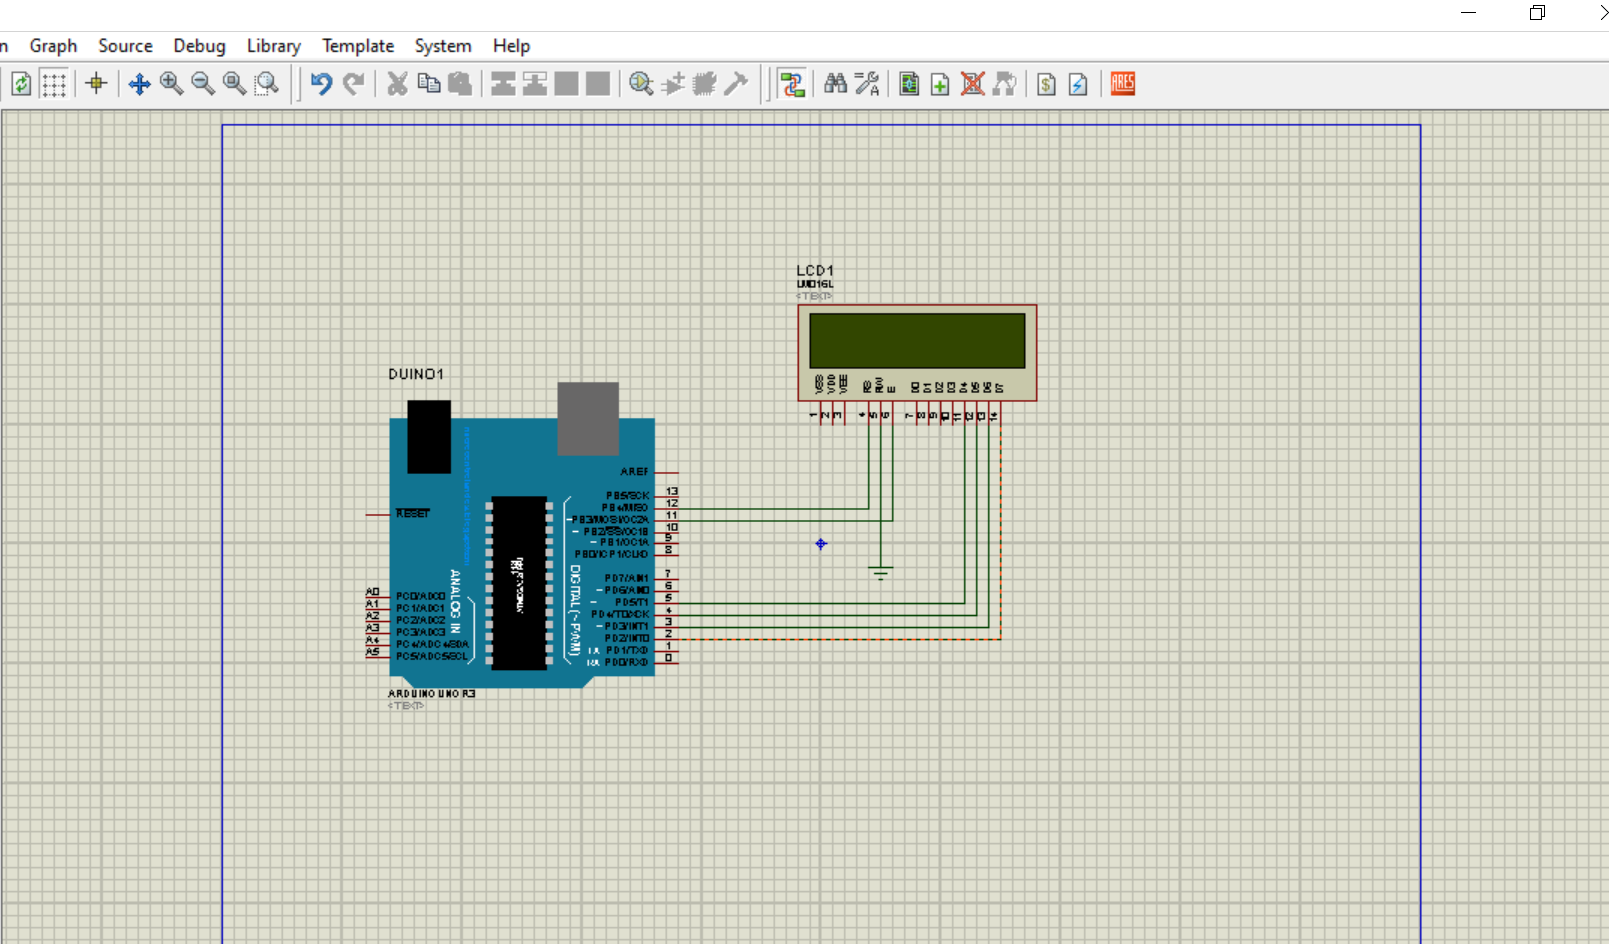 n Graph Source Debug Library Template System Help
$
ARES
LCD1
LM016L
<TEXT>
VSS VDD VEE RS RW E D0 D1 D2 D3 D4 D5 D6 D7
1 2 3 4 5 6 7 8 9 10 11 12 13 14
DUINO1
AREF
PB5/SCK 13
RESET
PB4/MISO 12
~PB3/MOSI/OC2A 11
~ PB2/SS/OC1B 10
~ PB1/OC1A 9
PB0/ICP1/CLKO 8
DIGITAL (~PWM)
ANALOG IN
PD7/AIN1 7
~ PD6/AIN0 6
A0 PC0/ADC0
~ PD5/T1 5
A1 PC1/ADC1
PD4/T0/XCK 4
A2 PC2/ADC2
~ PD3/INT1 3
A3 PC3/ADC3
PD2/INT0 2
A4 PC4/ADC4/SDA
TX PD1/TXD 1
A5 PC5/ADC5/SCL
RX PD0/RXD 0
ARDUINO UNO R3
<TEXT>